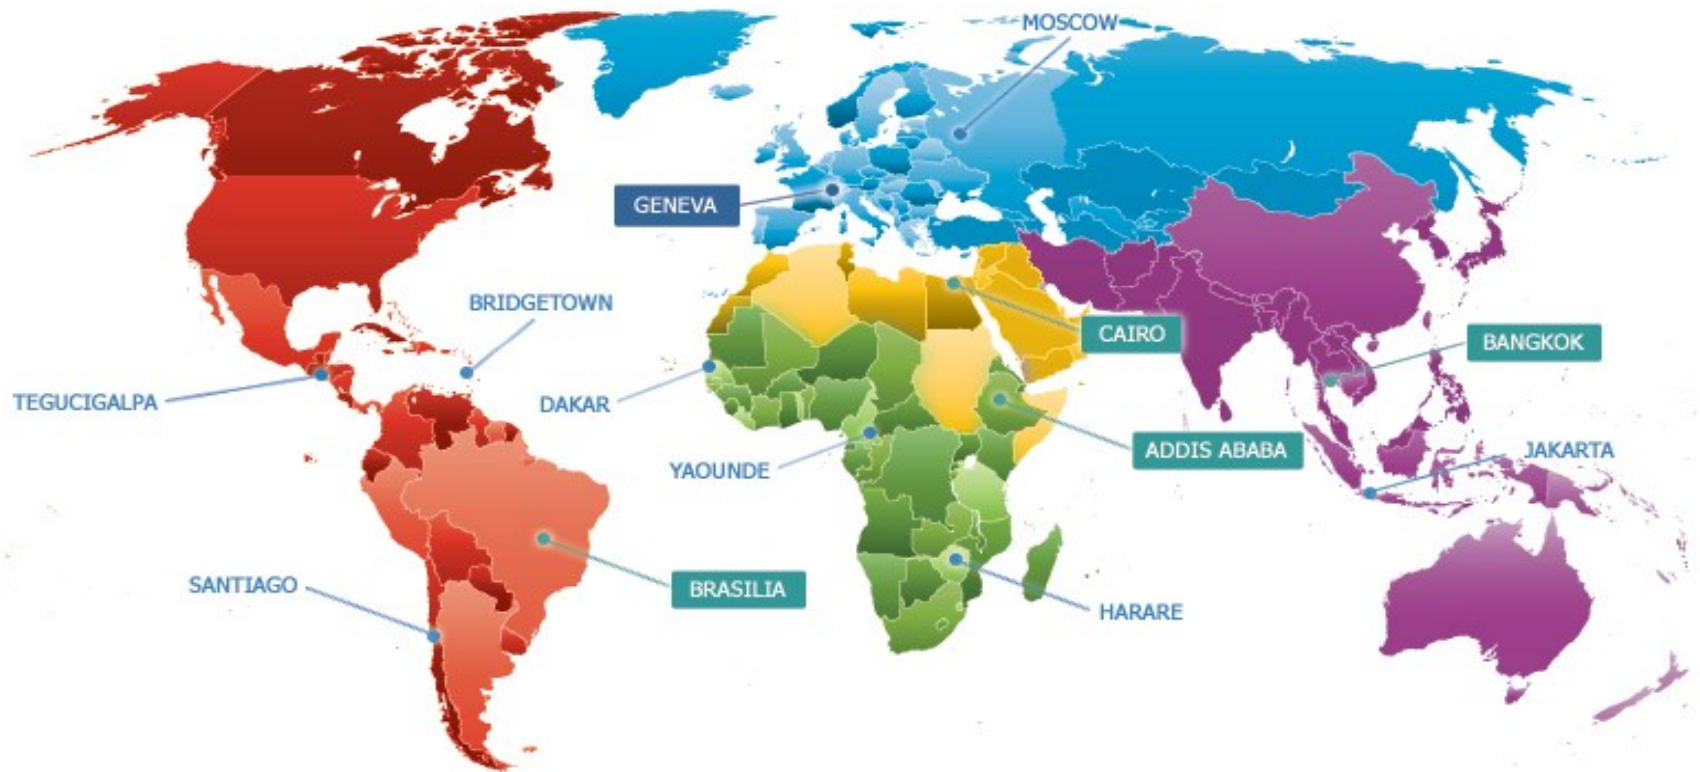 MOSCOW
GENEVA
BRIDGETOWN
CAIRO
BANGKOK
TEGUCIGALPA
DAKAR
ADDIS ABABA
JAKARTA
YAOUNDE
SANTIAGO
BRASILIA
HARARE